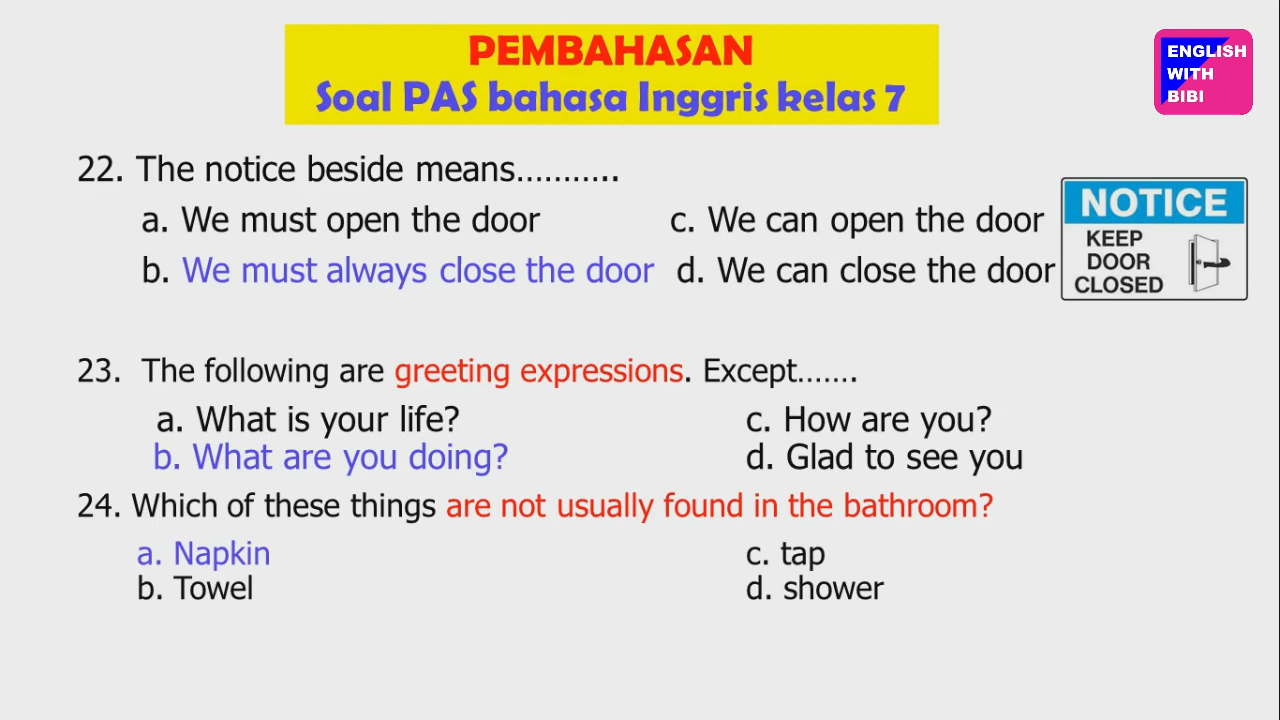 PEMBAHASAN
Soal PAS bahasa Inggris kelas 7
ENGLISH
WITH
BIBI
22. The notice beside means………..
a. We must open the door
c. We can open the door
b. We must always close the door
d. We can close the door
NOTICE
KEEP
DOOR
CLOSED
23. The following are greeting expressions. Except…….
a. What is your life?
c. How are you?
b. What are you doing?
d. Glad to see you
24. Which of these things are not usually found in the bathroom?
a. Napkin
c. tap
b. Towel
d. shower